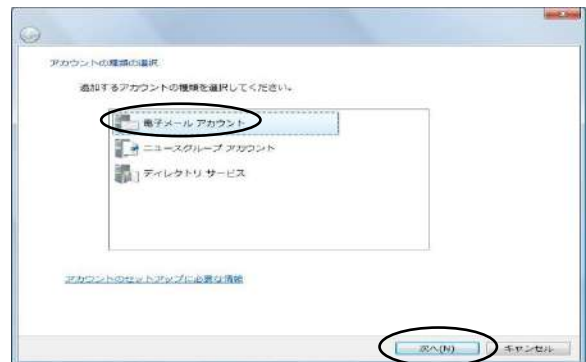 アカウントの種類の選択
追加するアカウントの種類を選択してください。
電子メール アカウント
ニュースグループ アカウント
ディレクトリ サービス
アカウントのセットアップに必要な情報
次へ(N)
キャンセル